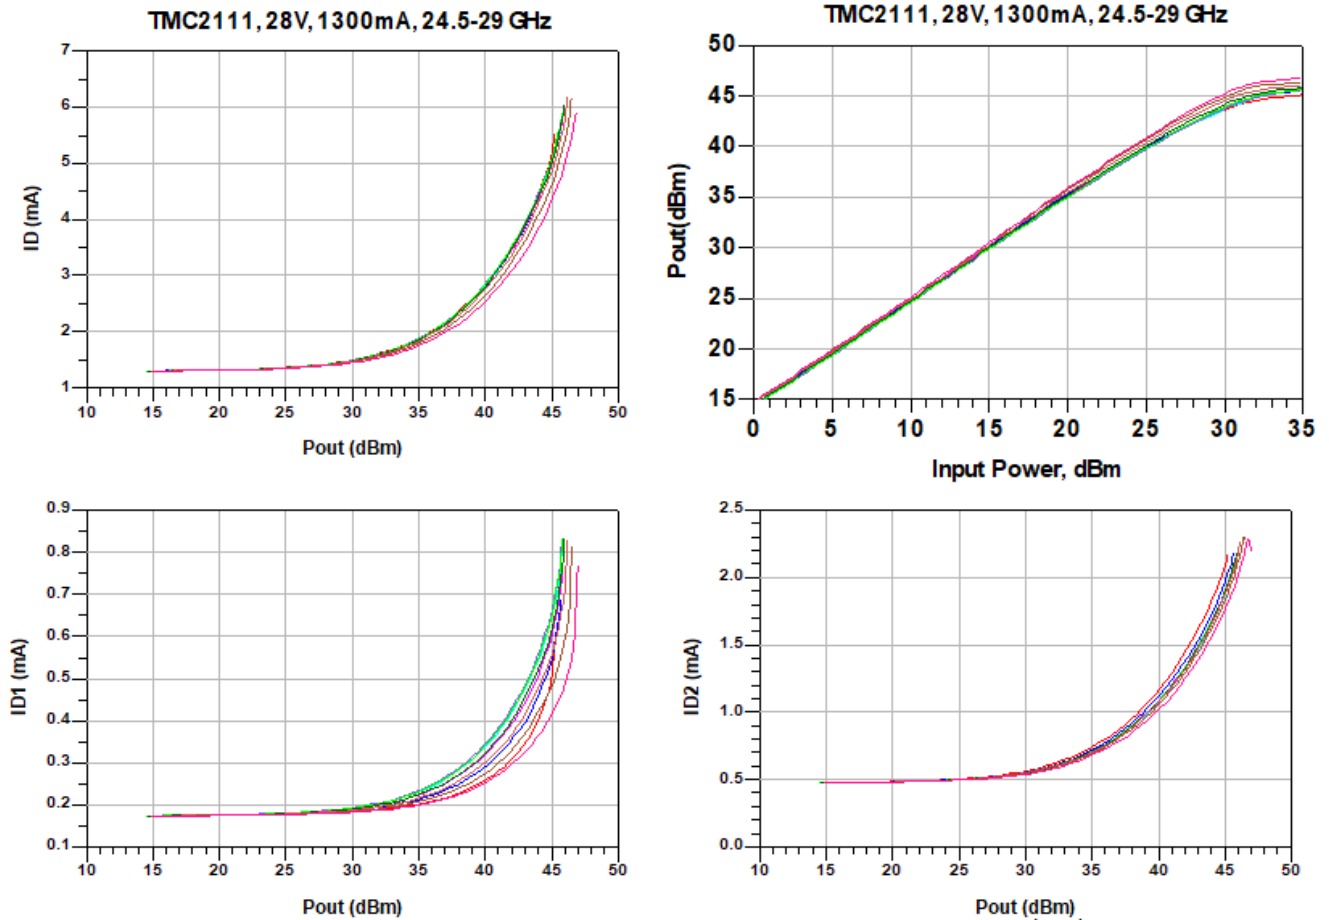 TMC2111, 28V, 1300mA, 24.5-29 GHz
7
6
5
4
3
2
1
ID (mA)
10 15 20 25 30 35 40 45 50
Pout (dBm)
TMC2111, 28V, 1300mA, 24.5-29 GHz
50
45
40
35
30
25
20
15
Pout(dBm)
0 5 10 15 20 25 30 35
Input Power, dBm
0.9
0.8
0.7
0.6
0.5
0.4
0.3
0.2
0.1
ID1 (mA)
10 15 20 25 30 35 40 45 50
Pout (dBm)
2.5
2.0
1.5
1.0
0.5
0.0
ID2 (mA)
10 15 20 25 30 35 40 45 50
Pout (dBm)